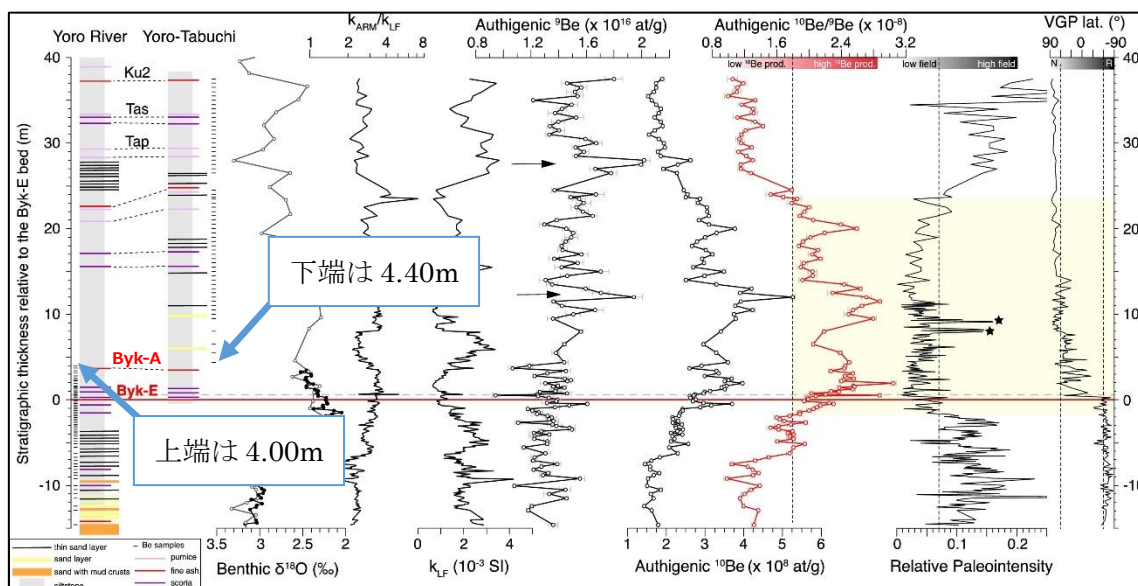 k_ARM/k_LF
Authigenic ⁹Be (x 10¹⁶ at/g)
Authigenic ¹⁰Be/⁹Be (x 10⁻⁸)
VGP lat. (°)
Yoro River
Yoro-Tabuchi
1 2 4 8
0.8 1.2 1.6 2
0.8 1.6 2.4 3.2
90 0 -90
low ¹⁰Be prod.
high ¹⁰Be prod.
low field
high field
N
R
Stratigraphic thickness relative to the Byk-E bed (m)
40
30
20
10
0
-10
Ku2
Tas
Tap
Byk-A
Byk-E
下端は 4.40m
上端は 4.00m
40
30
20
10
0
-10
3.5 3 2.5 2
Benthic δ¹⁸O (‰)
0 2 4
k_LF (10⁻³ SI)
1 2 3 4 5 6
Authigenic ¹⁰Be (x 10⁸ at/g)
0 0.1 0.2
Relative Paleointensity
thin sand layer
sand layer
sand with mud crusts
siltstone
Be samples
pumice
fine ash
scoria